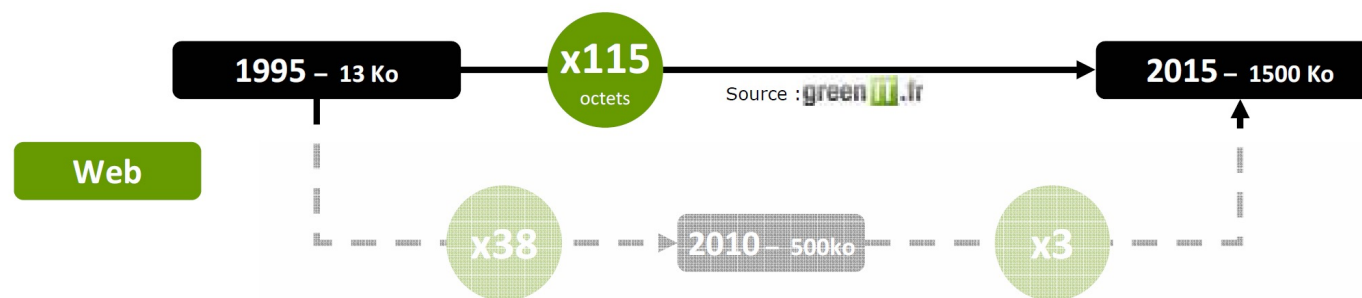 1995 – 13 Ko
x115
octets
Source : greenIT.fr
2015 – 1500 Ko
Web
x38
2010 – 500ko
x3